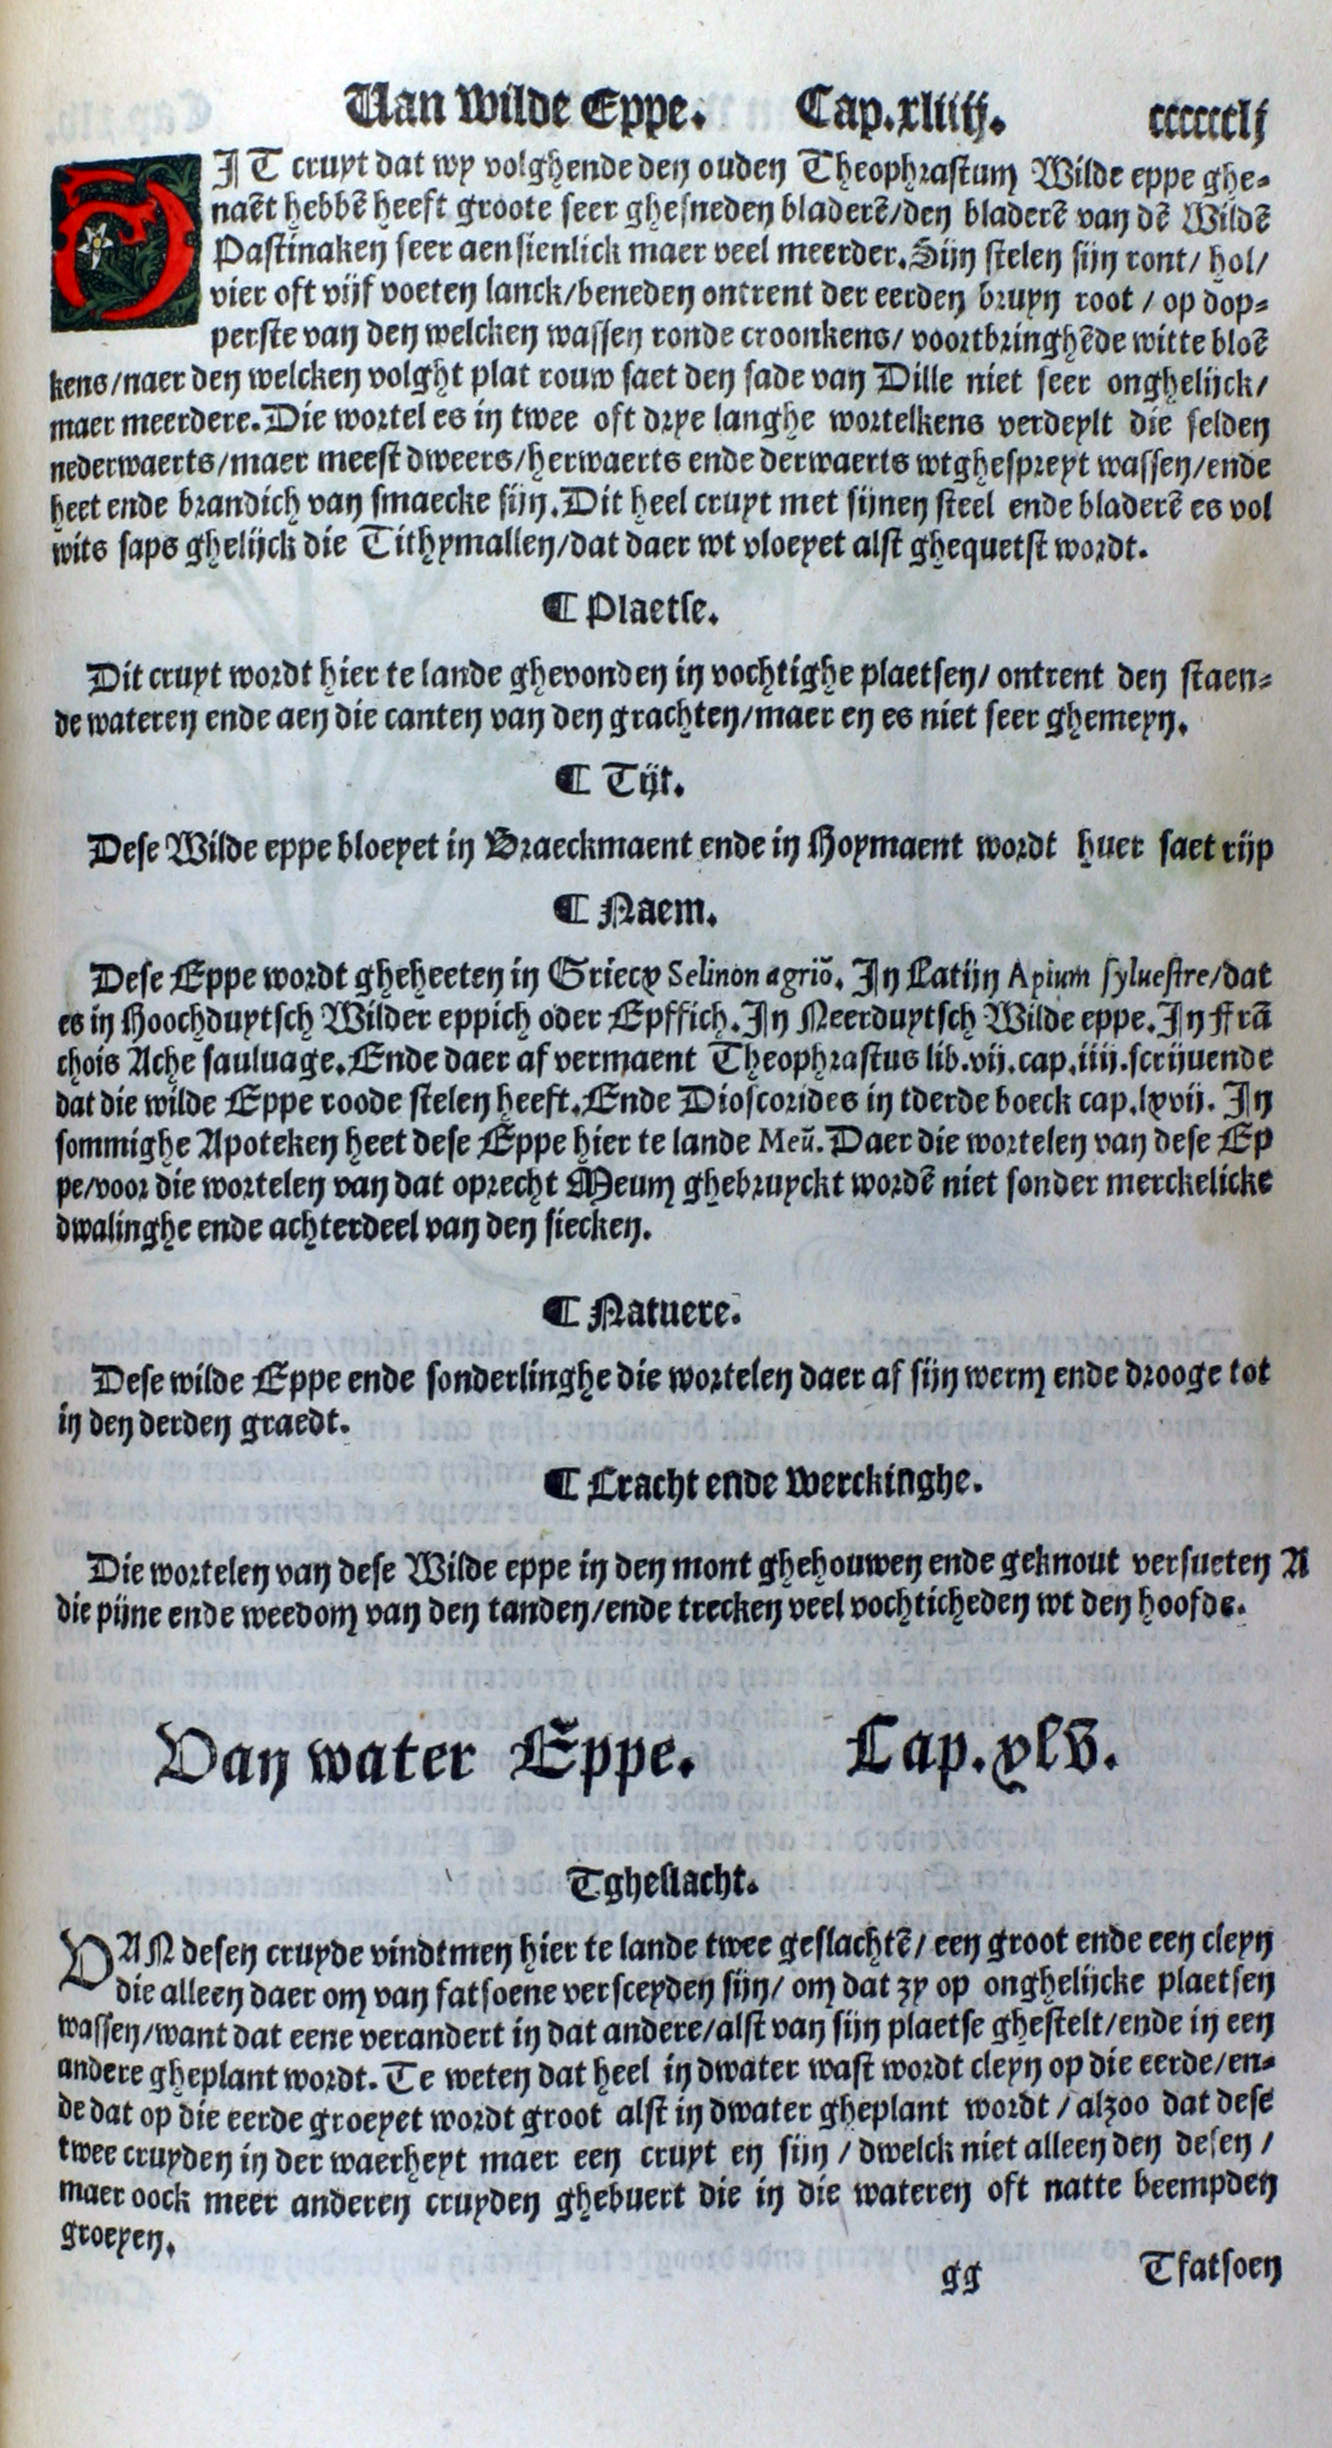 Van Wilde Eppe. Cap.xliiij. ccccccclj
DIT cruyt dat wy volghende den ouden Theophrastum Wilde eppe ghe-
naēt hebbē heeft groote seer ghesneden bladerē/den bladerē van dē Wildē
Pastinaken seer aensienlick maer veel meerder. Sijn stelen sijn ront/ hol/
vier oft vijf voeten lanck/beneden ontrent der eerden bruyn root / op dop-
perste van den welcken wassen ronde croonkens/ voortbringhēde witte bloē
kens/naer den welcken volght plat rouw saet den sade van Dille niet seer onghelijck/
maer meerdere. Die wortel es in twee oft drye langhe wortelkens verdeylt die selden
nederwaerts/maer meest dweers/herwaerts ende derwaerts wtghespreyt wassen/ende
heet ende brandich van smaecke sijn. Dit heel cruyt met sijnen steel ende bladerē es vol
wits saps ghelijck die Tithymallen/dat daer wt vloeyet alst ghequetst wordt.
¶ Plaetse.
Dit cruyt wordt hier te lande ghevonden in vochtighe plaetsen/ ontrent den staen-
de wateren ende aen die canten van den grachten/maer en es niet seer ghemeyn.
¶ Tijt.
Dese Wilde eppe bloeyet in Braeckmaent ende in Hoymaent wordt huer saet rijp
¶ Naem.
Dese Eppe wordt gheheeten in Griecx Selinon agriō. In Latijn Apium syluestre/dat
es in Hoochduytsch Wilder eppich oder Epffich. In Neerduytsch Wilde eppe. In Frā
chois Ache sauluage. Ende daer af vermaent Theophrastus lib.vij.cap.iiij.scrijuende
dat die wilde Eppe roode stelen heeft. Ende Dioscorides in tderde boeck cap.lxvij. In
sommighe Apoteken heet dese Eppe hier te lande Meū. Daer die wortelen van dese Ep
pe/voor die wortelen van dat oprecht Meum ghebruyckt wordē niet sonder merckelicke
dwalinghe ende achterdeel van den siecken.
¶ Natuere.
Dese wilde Eppe ende sonderlinghe die wortelen daer af sijn werm ende drooge tot
in den derden graedt.
¶ Cracht ende Werckinghe.
Die wortelen van dese Wilde eppe in den mont ghehouwen ende geknout versueten A
die pijne ende weedom van den tanden/ende trecken veel vochticheden wt den hoofde.
Van water Eppe. Cap.xlv.
Tgheslacht.
VAN desen cruyde vindtmen hier te lande twee geslachtē/ een groot ende een cleyn
die alleen daer om van fatsoene versceyden sijn/ om dat zy op onghelijcke plaetsen
wassen/want dat eene verandert in dat andere/alst van sijn plaetse ghestelt/ende in een
andere gheplant wordt. Te weten dat heel in dwater wast wordt cleyn op die eerde/en-
de dat op die eerde groeyet wordt groot alst in dwater gheplant wordt / alzoo dat dese
twee cruyden in der waerheyt maer een cruyt en sijn / dwelck niet alleen den desen /
maer oock meer anderen cruyden ghebuert die in die wateren oft natte beempden
groeyen.
gg Tfatsoen